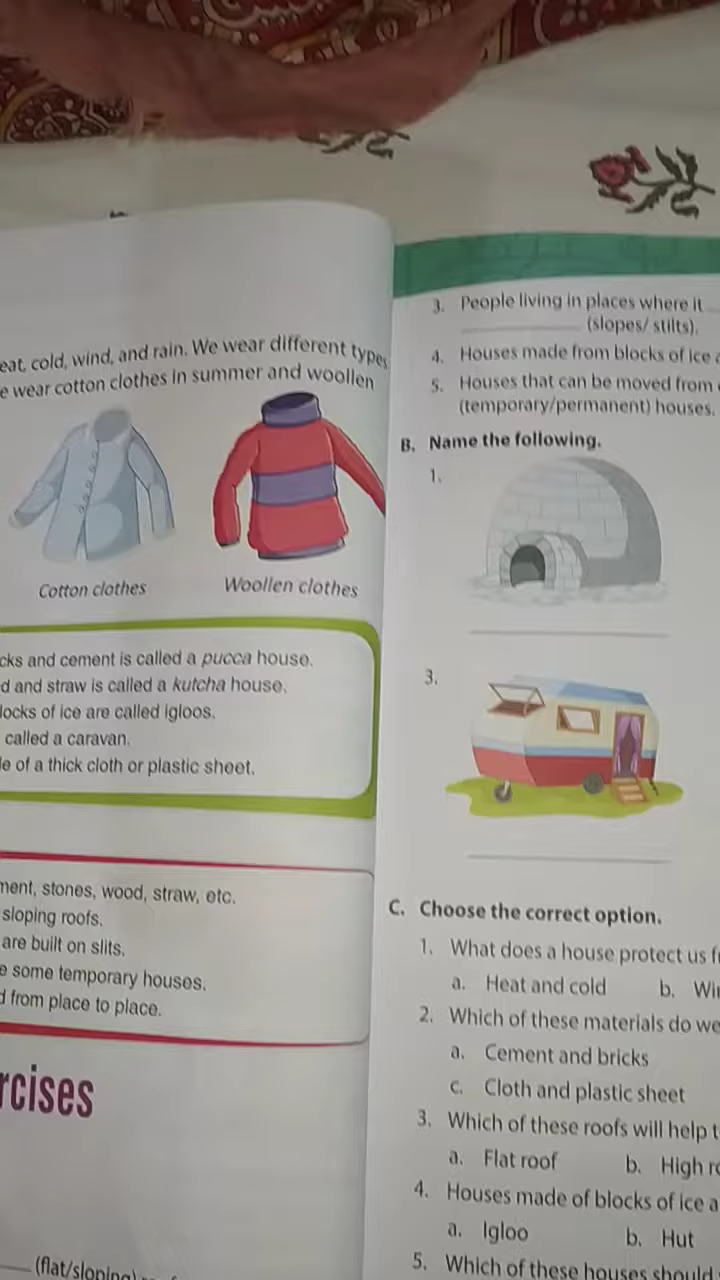 eat, cold, wind, and rain. We wear different types
e wear cotton clothes in summer and woollen
Cotton clothes
Woollen clothes
cks and cement is called a pucca house.
d and straw is called a kutcha house.
locks of ice are called igloos.
called a caravan.
le of a thick cloth or plastic sheet.
ment, stones, wood, straw, etc.
sloping roofs.
are built on slits.
e some temporary houses.
d from place to place.
rcises
(flat/sloping)
3. People living in places where it
(slopes/ stilts).
4. Houses made from blocks of ice
5. Houses that can be moved from
(temporary/permanent) houses.
B. Name the following.
1.
3.
C. Choose the correct option.
1. What does a house protect us
a. Heat and cold b.
2. Which of these materials do we
a. Cement and bricks
c. Cloth and plastic sheet
3. Which of these roofs will help
a. Flat roof b. High
4. Houses made of blocks of ice a
a. Igloo b. Hut
5. Which of these houses should